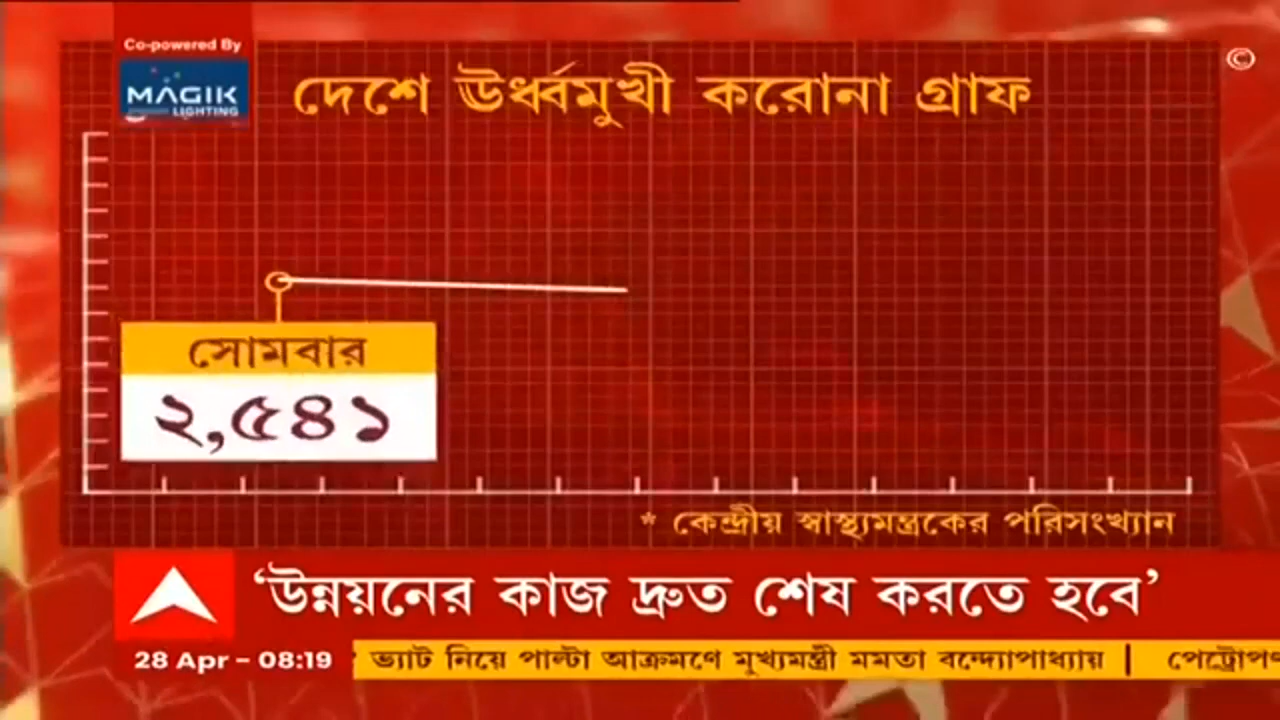 Co-powered By
MAGIK
LIGHTING
দেশে ঊর্ধ্বমুখী করোনা গ্রাফ
©
সোমবার
২,৫৪১
* কেন্দ্রীয় স্বাস্থ্যমন্ত্রকের পরিসংখ্যান
‘উন্নয়নের কাজ দ্রুত শেষ করতে হবে’
28 Apr – 08:19
ভ্যাট নিয়ে পাল্টা আক্রমণে মুখ্যমন্ত্রী মমতা বন্দ্যোপাধ্যায় | পেট্রোপণ